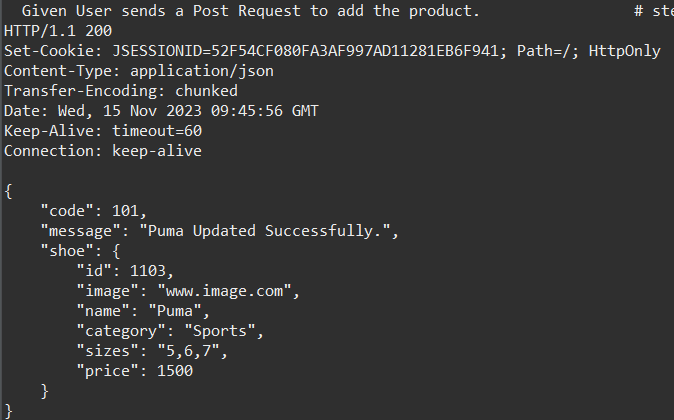 Given User sends a Post Request to add the product. # ste
HTTP/1.1 200
Set-Cookie: JSESSIONID=52F54CF080FA3AF997AD11281EB6F941; Path=/; HttpOnly
Content-Type: application/json
Transfer-Encoding: chunked
Date: Wed, 15 Nov 2023 09:45:56 GMT
Keep-Alive: timeout=60
Connection: keep-alive
{
"code": 101,
"message": "Puma Updated Successfully.",
"shoe": {
"id": 1103,
"image": "www.image.com",
"name": "Puma",
"category": "Sports",
"sizes": "5,6,7",
"price": 1500
}
}